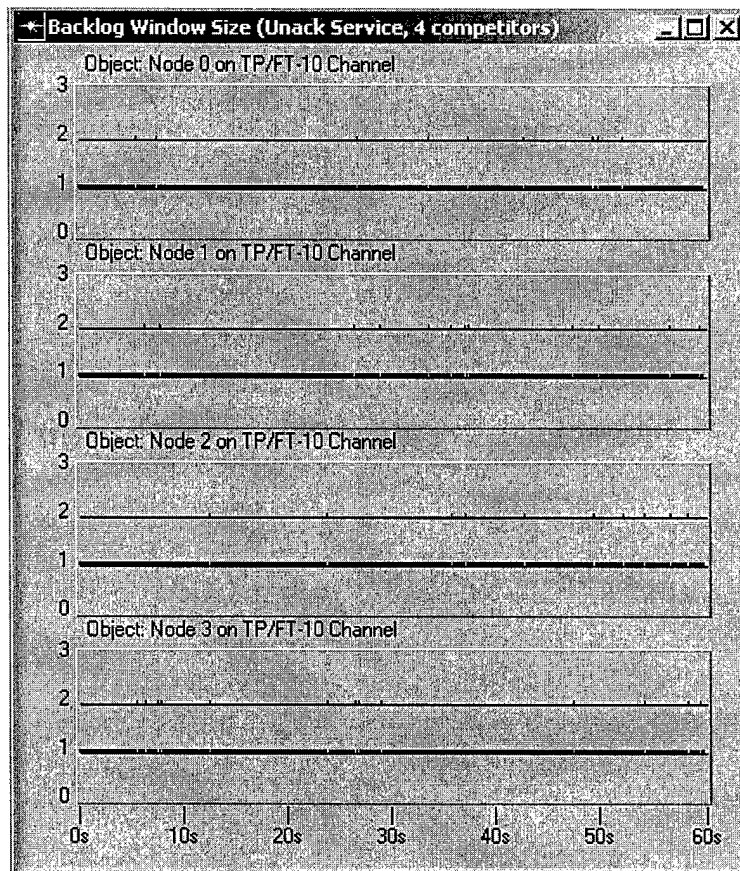 Backlog Window Size (Unack Service, 4 competitors)
Object: Node 0 on TP/FT-10 Channel
3
2
1
0
Object: Node 1 on TP/FT-10 Channel
3
2
1
0
Object: Node 2 on TP/FT-10 Channel
3
2
1
0
Object: Node 3 on TP/FT-10 Channel
3
2
1
0
0s 10s 20s 30s 40s 50s 60s